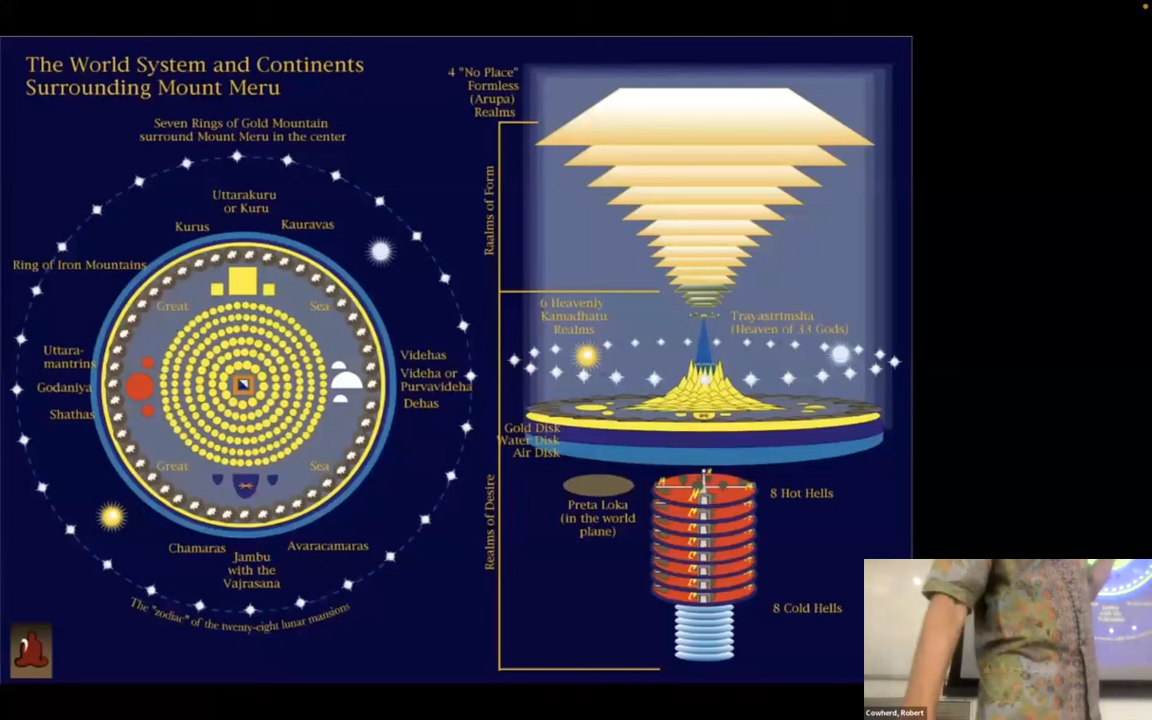 The World System and Continents
Surrounding Mount Meru
Seven Rings of Gold Mountain
surround Mount Meru in the center
Uttarakuru
or Kuru
Kurus
Kauravas
Ring of Iron Mountains
Great
Sea
Uttara-
mantrins
Godaniya
Shathas
Videhas
Videha or
Purvavideha
Dehas
Great
Sea
Chamaras
Jambu
with the
Vajrasana
Avaracamaras
The "zodiac" of the twenty-eight lunar mansions
4 "No Place"
Formless
(Arupa)
Realms
Raalms of Form
6 Heavenly
Kamadhatu
Realms
Trayastrimsha
(Heaven of 33 Gods)
Gold Disk
Water Disk
Air Disk
Realms of Desire
Preta Loka
(in the world
plane)
8 Hot Hells
8 Cold Hells
Cowherd, Robert